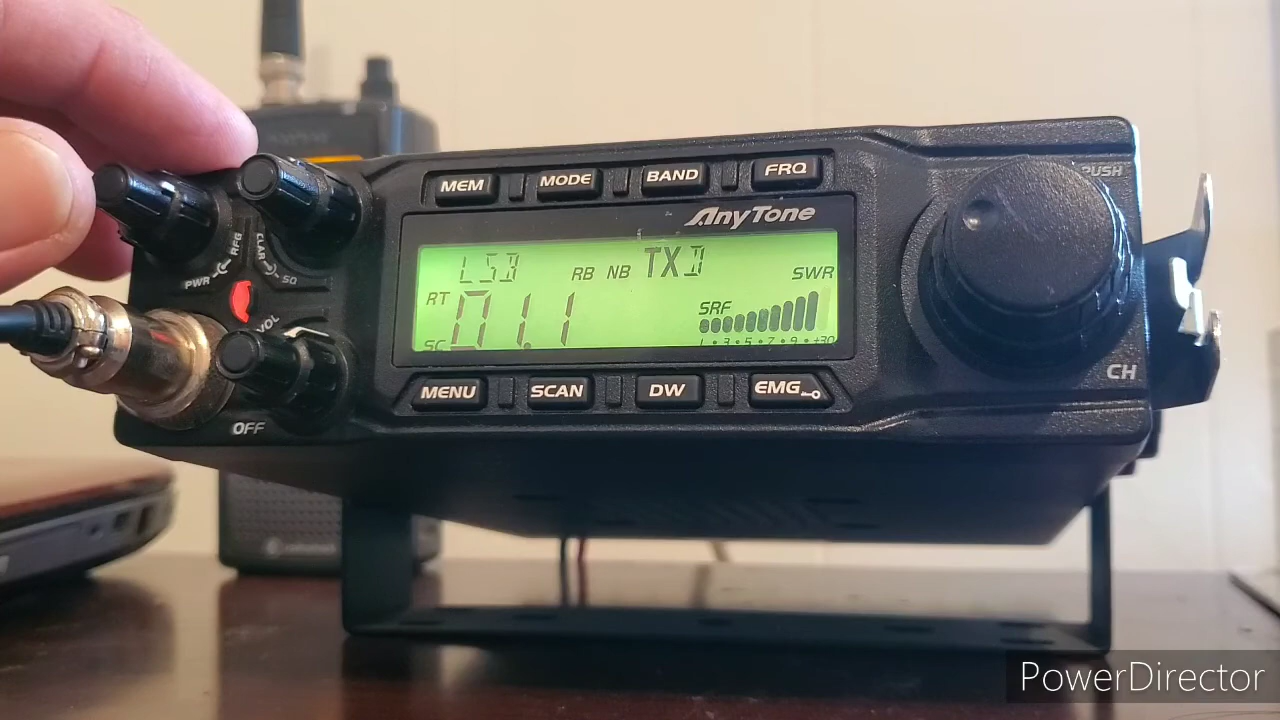 MEM MODE BAND FRQ
PUSH
AnyTone
LSB RB NB TXD SWR
RT 01.1 SRF
SC 1 • 3 • 5 • 7 • 9 • +30
RFG
PWR
CLAR
SQ
VOL
OFF
MENU SCAN DW EMG
CH
PowerDirector